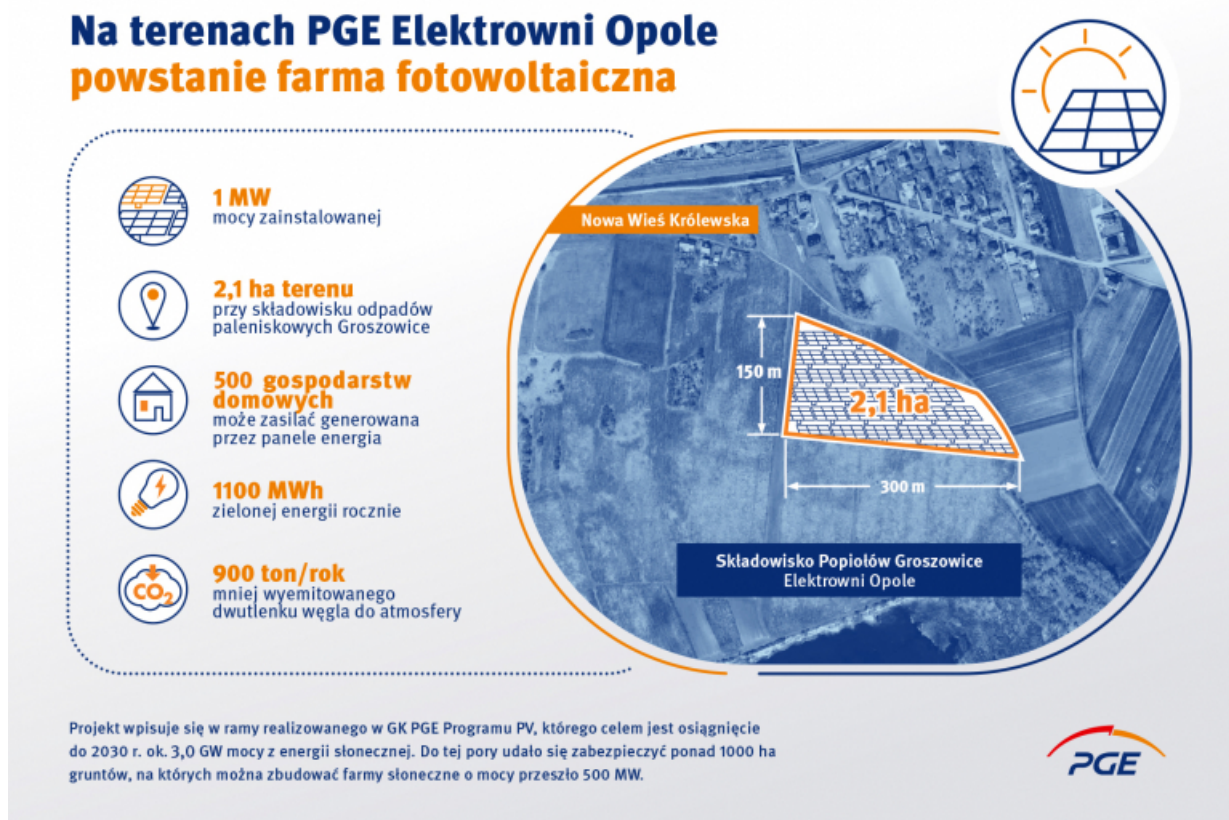 Na terenach PGE Elektrowni Opole
powstanie farma fotowoltaiczna
1 MW
mocy zainstalowanej
2,1 ha terenu
przy składowisku odpadów
paleniskowych Groszowice
500 gospodarstw
domowych
może zasilać generowana
przez panele energia
1100 MWh
zielonej energii rocznie
CO2
900 ton/rok
mniej wyemitowanego
dwutlenku węgla do atmosfery
Nowa Wieś Królewska
150 m
2,1 ha
300 m
Składowisko Popiołów Groszowice
Elektrowni Opole
Projekt wpisuje się w ramy realizowanego w GK PGE Programu PV, którego celem jest osiągnięcie
do 2030 r. ok. 3,0 GW mocy z energii słonecznej. Do tej pory udało się zabezpieczyć ponad 1000 ha
gruntów, na których można zbudować farmy słoneczne o mocy przeszło 500 MW.
PGE